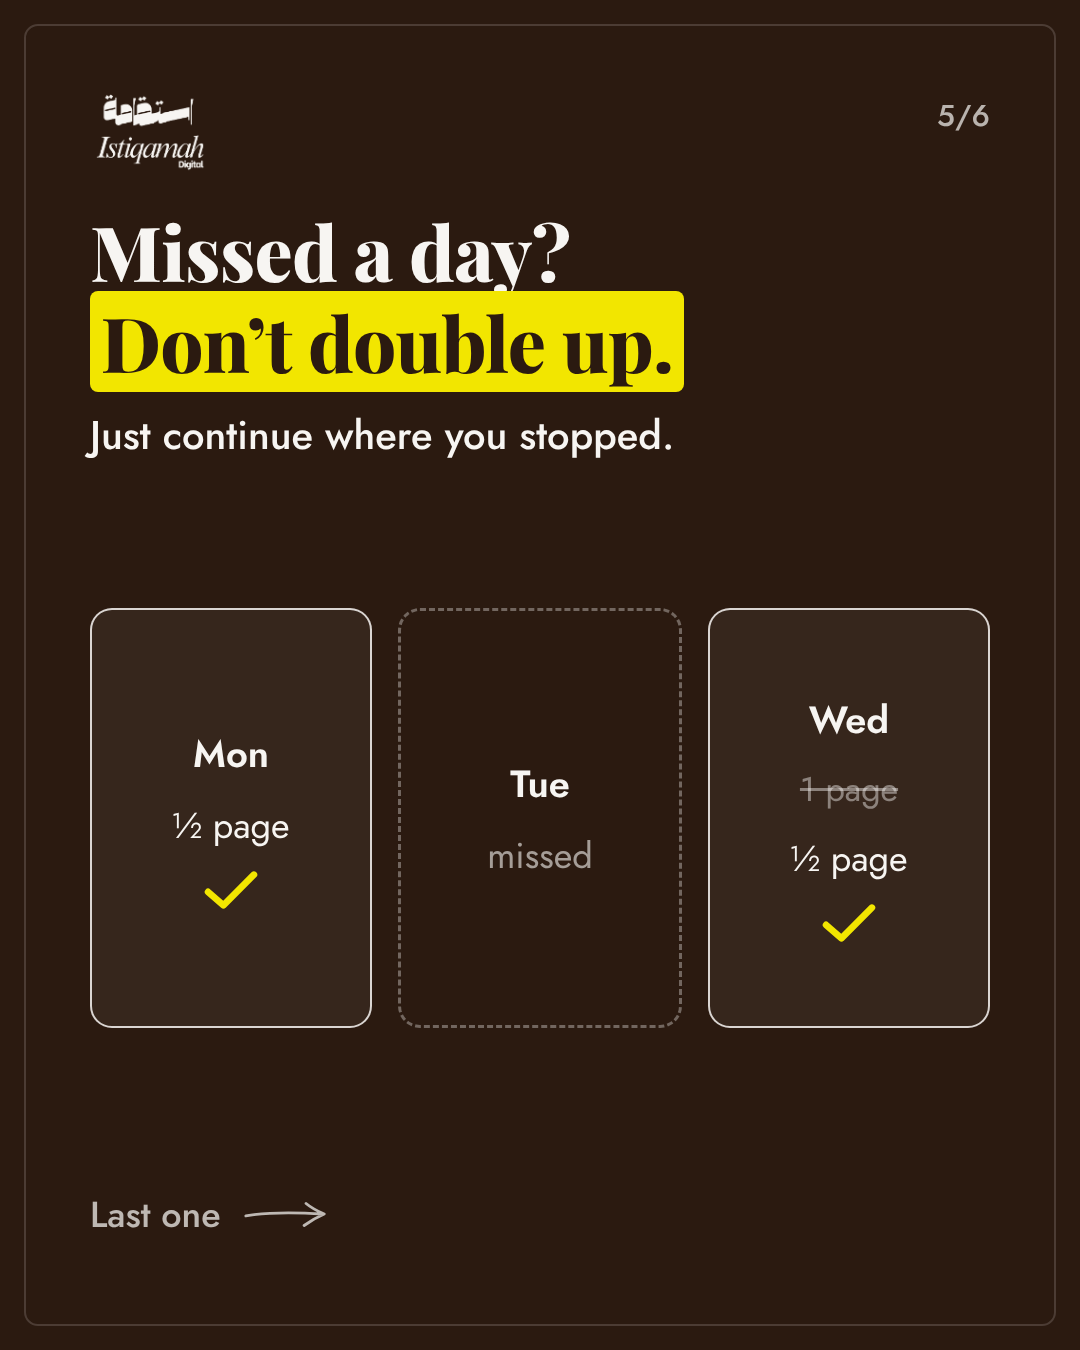 استقامة
Istiqamah
Digital
5/6
Missed a day?
Don’t double up.
Just continue where you stopped.
Mon
½ page
Tue
missed
Wed
1 page
½ page
Last one